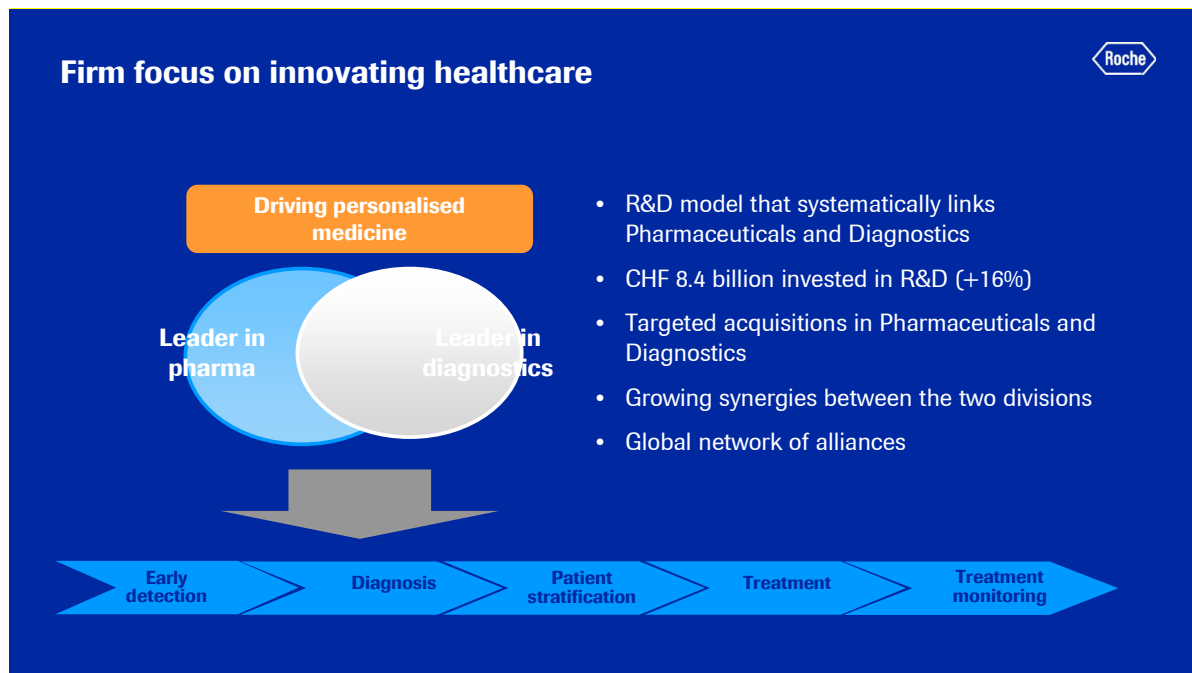 Firm focus on innovating healthcare
Roche
Driving personalised
medicine
Leader in
pharma
Leader in
diagnostics
• R&D model that systematically links
Pharmaceuticals and Diagnostics
• CHF 8.4 billion invested in R&D (+16%)
• Targeted acquisitions in Pharmaceuticals and
Diagnostics
• Growing synergies between the two divisions
• Global network of alliances
Early
detection
Diagnosis
Patient
stratification
Treatment
Treatment
monitoring